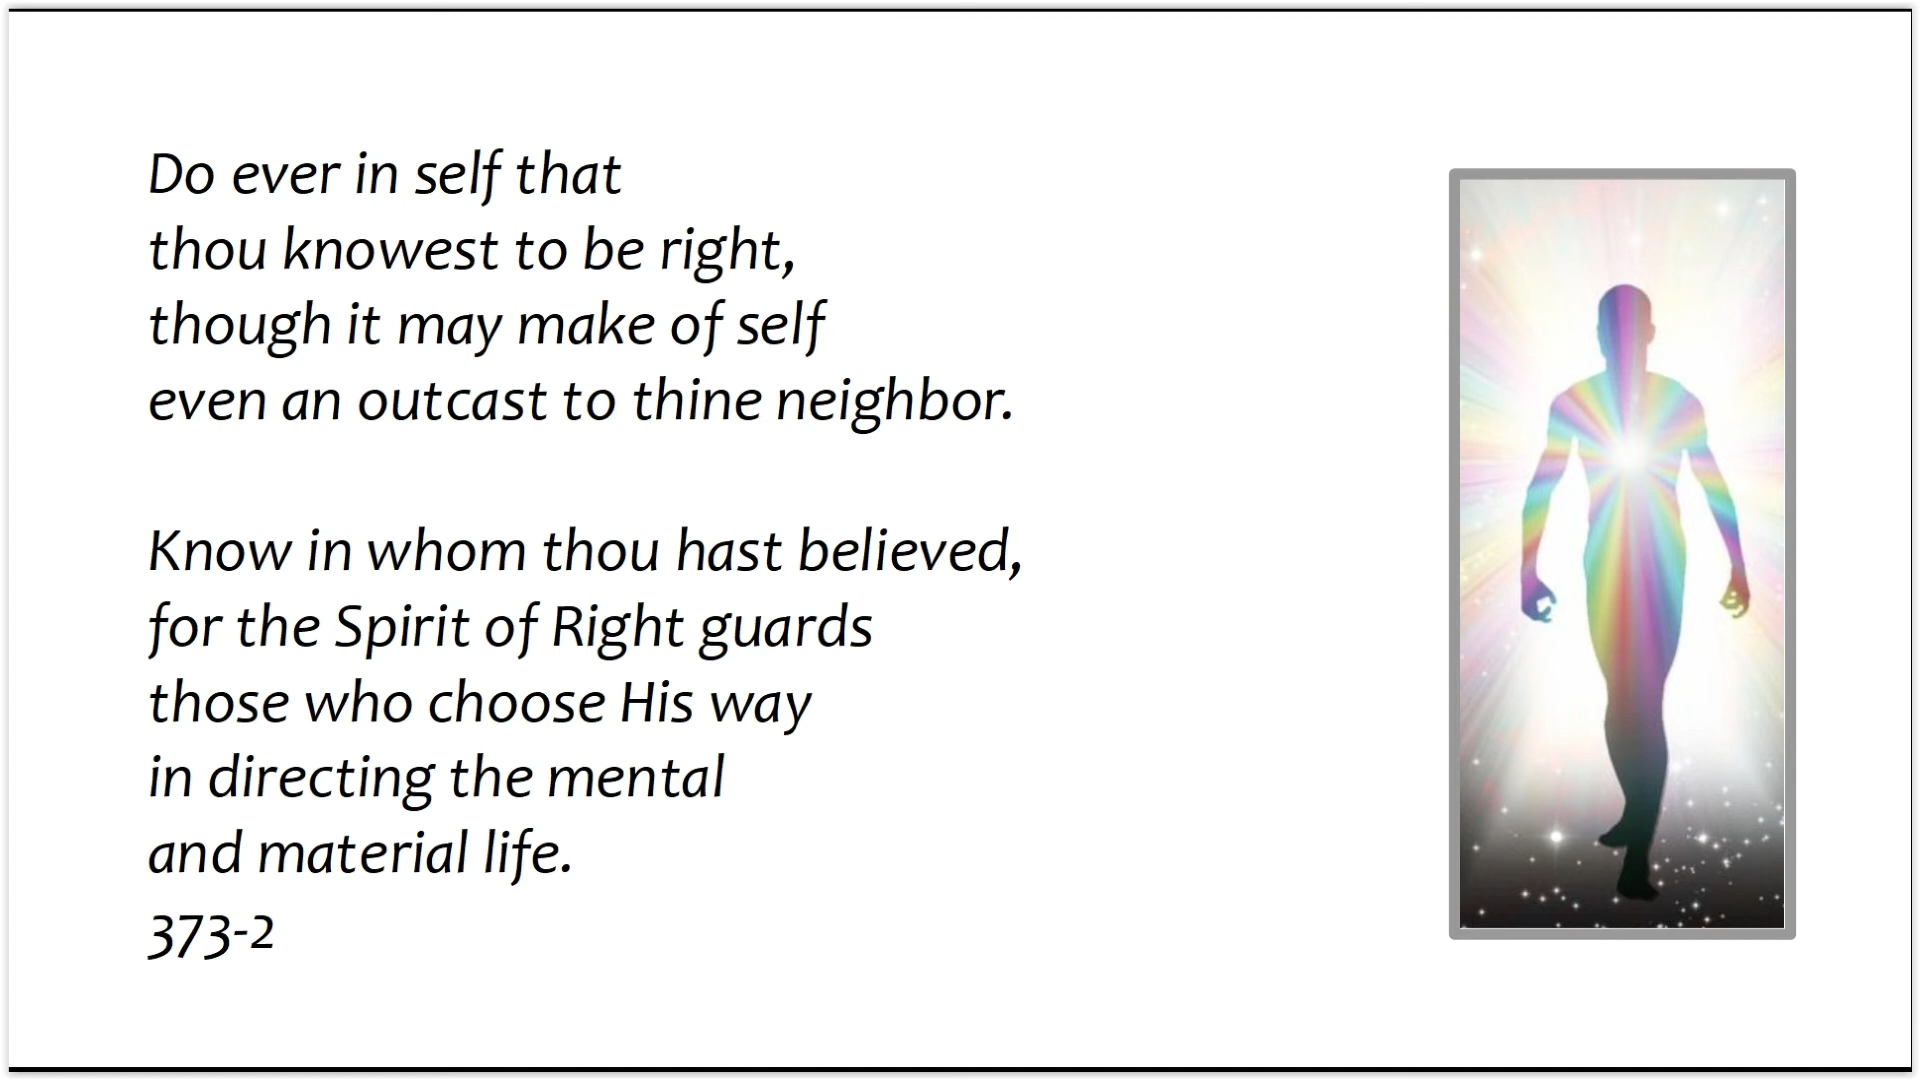 Do ever in self that
thou knowest to be right,
though it may make of self
even an outcast to thine neighbor.
Know in whom thou hast believed,
for the Spirit of Right guards
those who choose His way
in directing the mental
and material life.
373-2